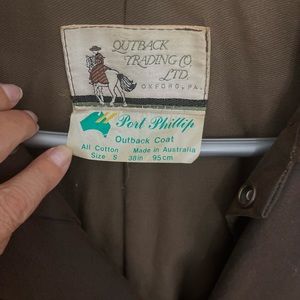 OUTBACK
TRADING CO.
LTD.
OXFORD, PA.
Port Phillip
Outback Coat
All Cotton Made in Australia
Size S 38in 95cm